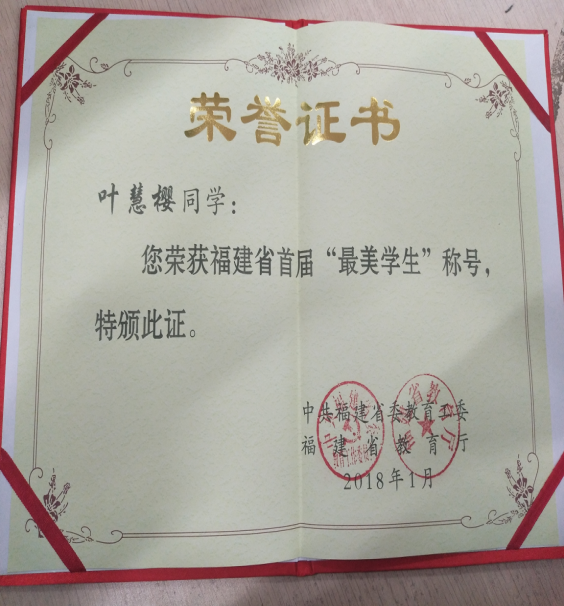 荣誉证书
叶慧樱同学：
您荣获福建省首届“最美学生”称号，
特颁此证。
中共福建省委教育工委
福建省教育厅
2018年1月